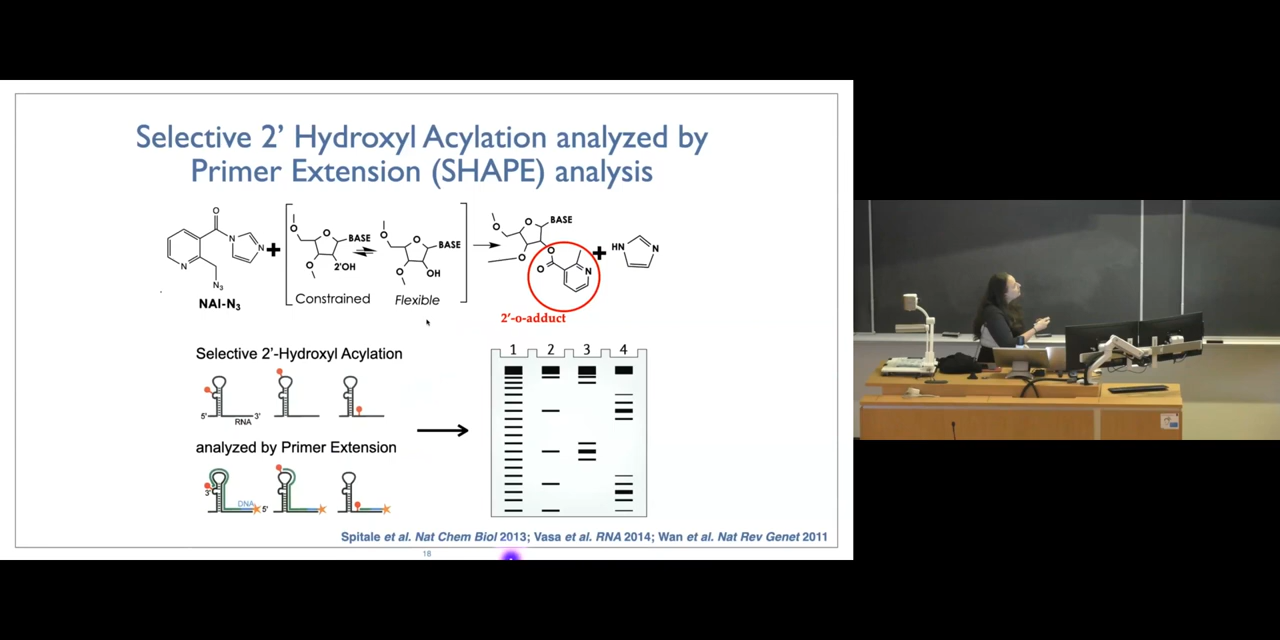 Selective 2’ Hydroxyl Acylation analyzed by
Primer Extension (SHAPE) analysis
O
N
N
N
N₃
NAI-N₃
+
O
O
BASE
O
2'OH
Constrained
O
O
BASE
O
OH
Flexible
O
O
BASE
O
O
O
N
2’-o-adduct
+
HN
N
Selective 2'-Hydroxyl Acylation
5'
RNA
3'
analyzed by Primer Extension
3'
DNA
5'
1 2 3 4
Spitale et al. Nat Chem Biol 2013; Vasa et al. RNA 2014; Wan et al. Nat Rev Genet 2011
18